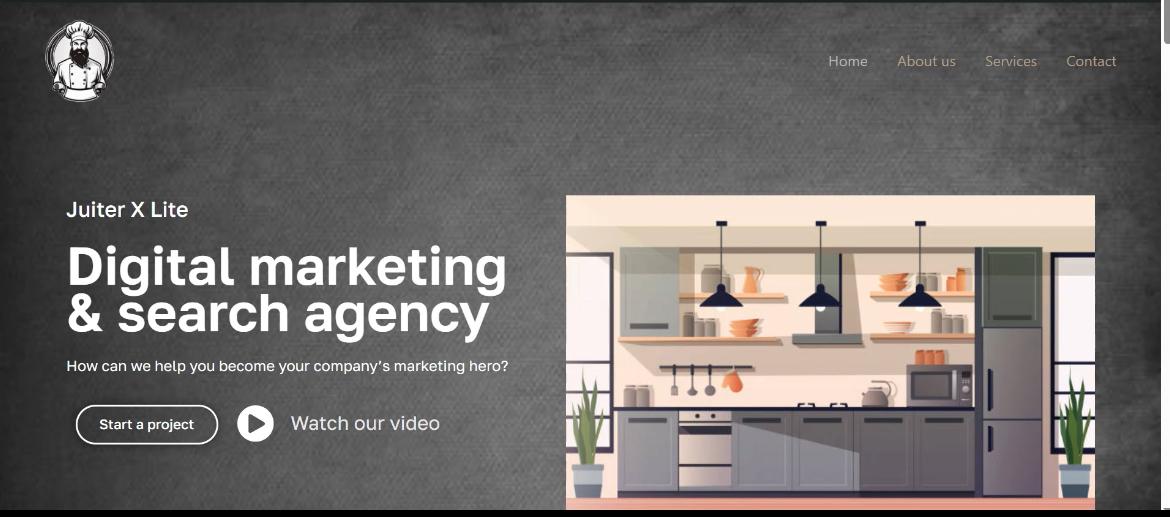 Home About us Services Contact
Juiter X Lite
Digital marketing
& search agency
How can we help you become your company’s marketing hero?
Start a project Watch our video